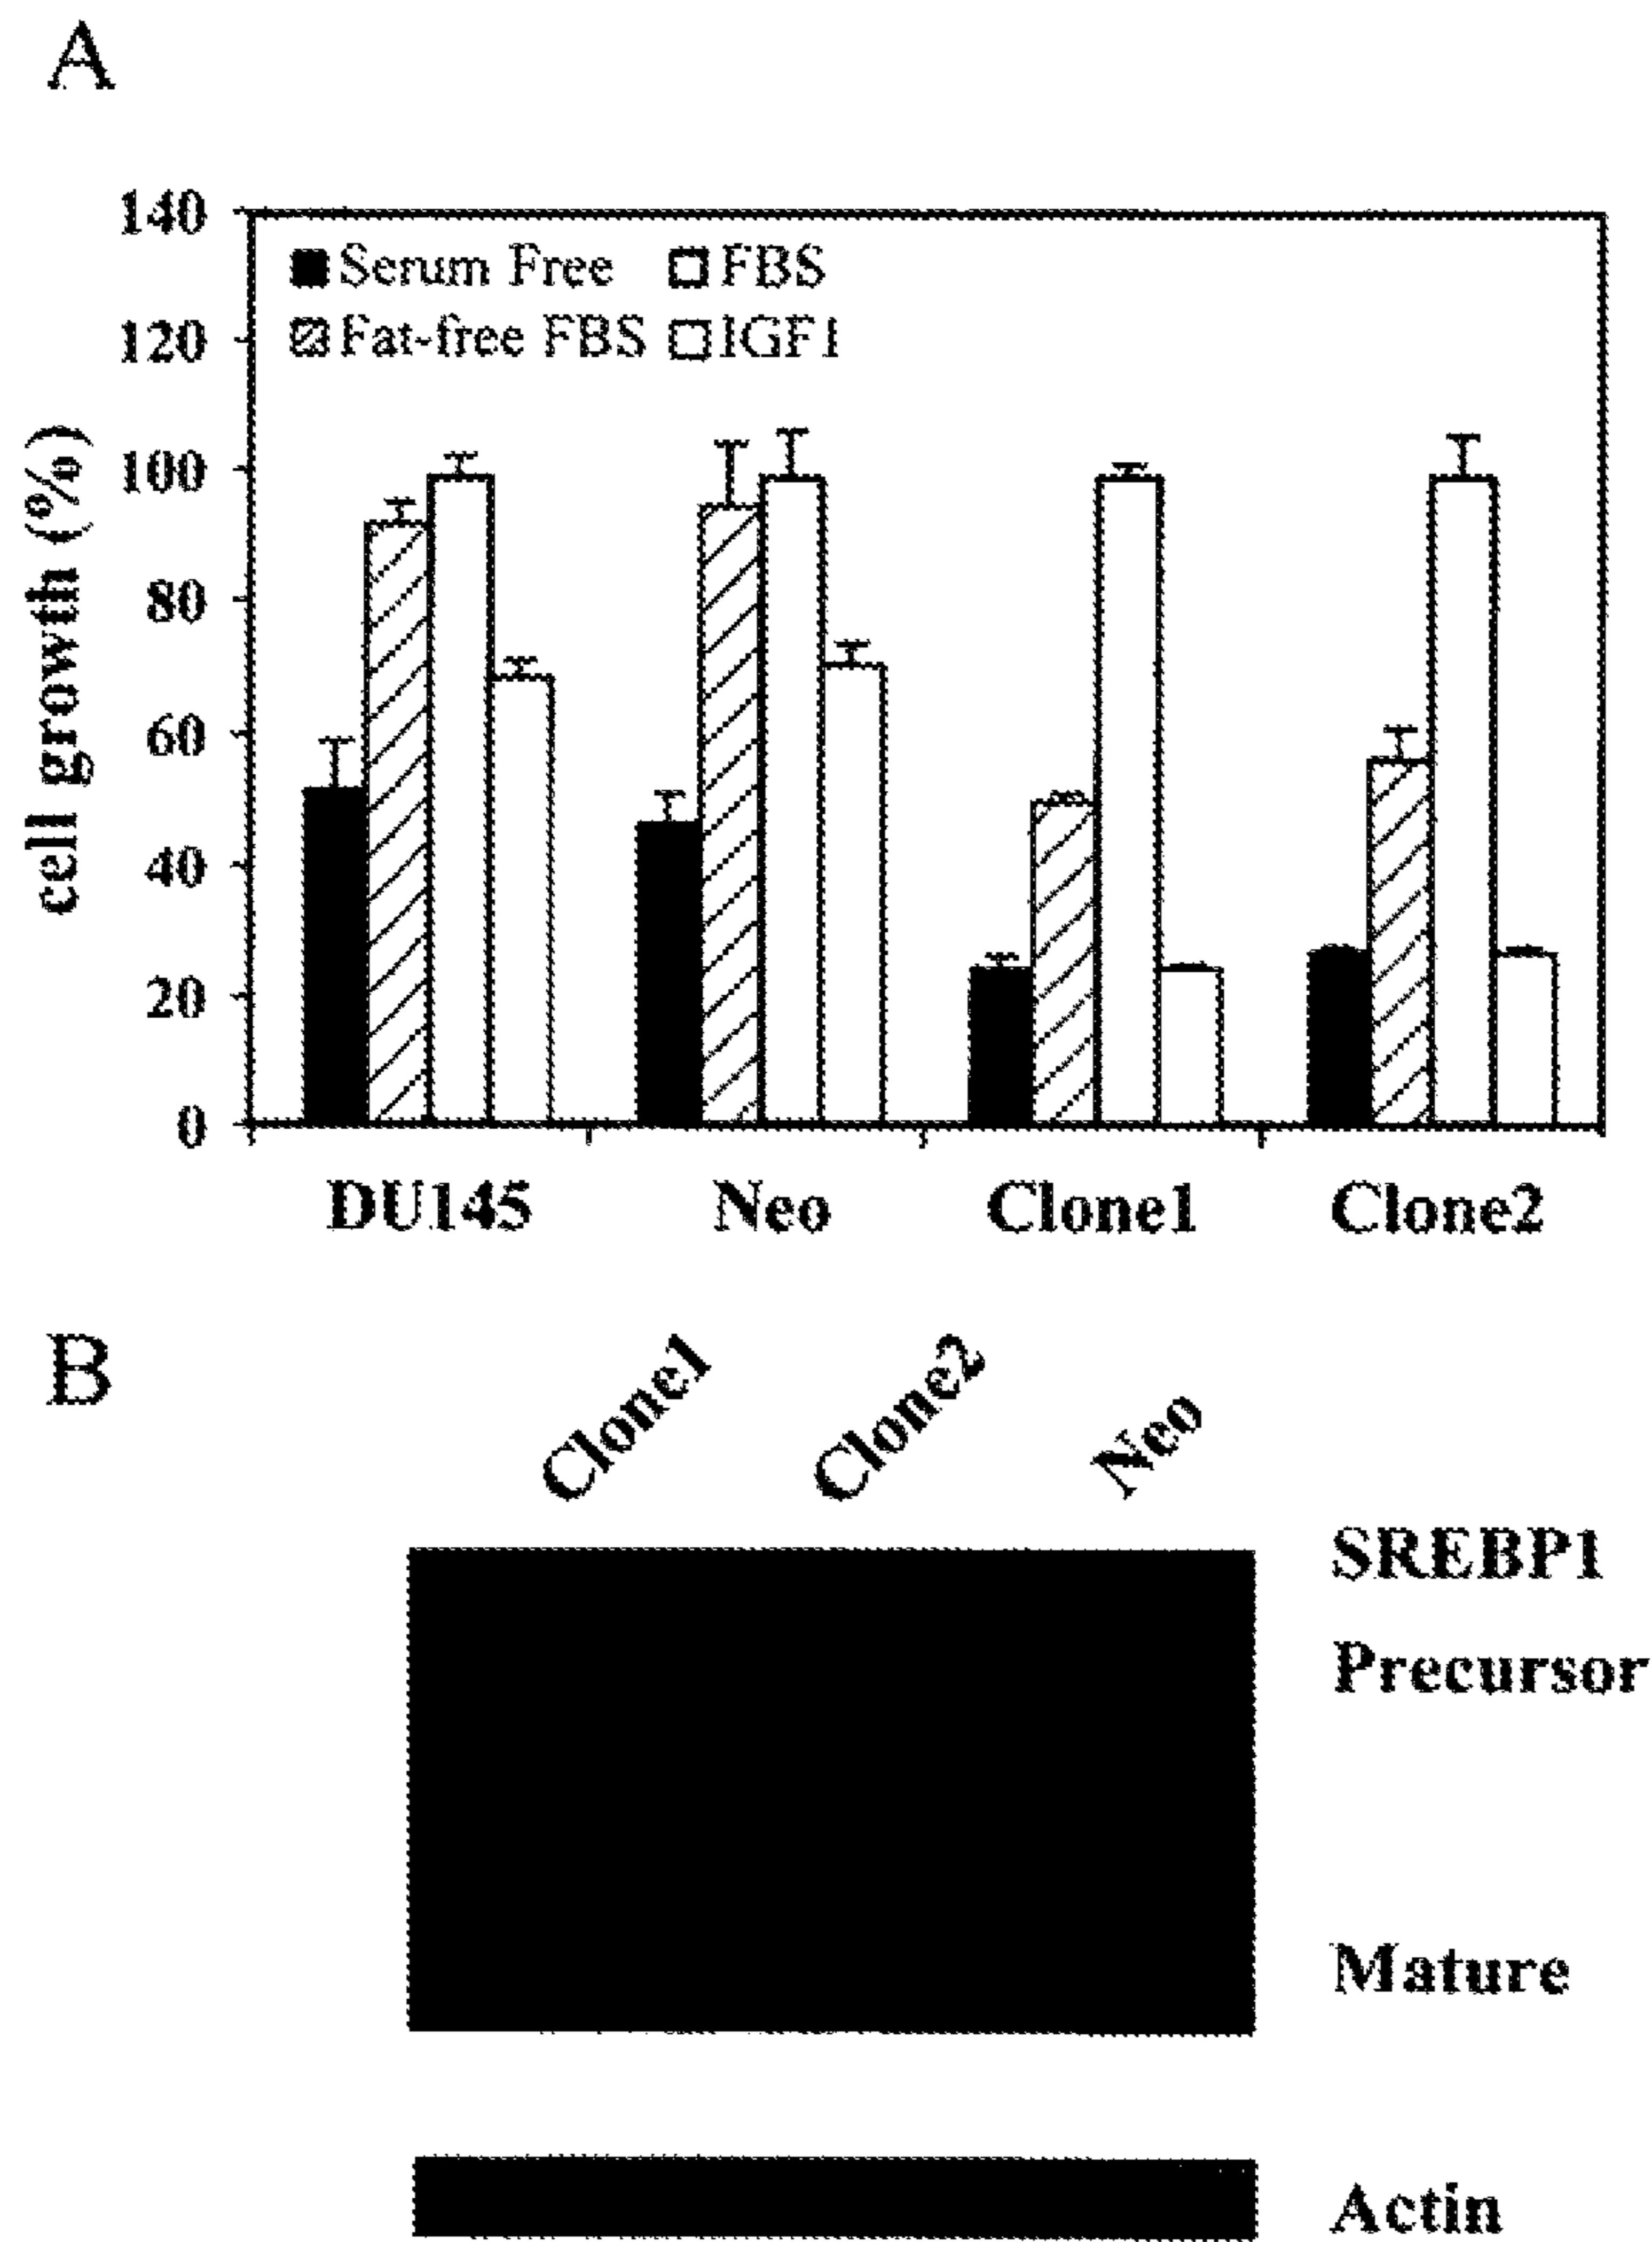 A
140
120
100
80
60
40
20
0
cell growth (%)
Serum Free FBS
Fat-free FBS IGF1
DU145 Neo Clone1 Clone2
B
Clone1 Clone2 Neo
SREBP1
Precursor
Mature
Actin